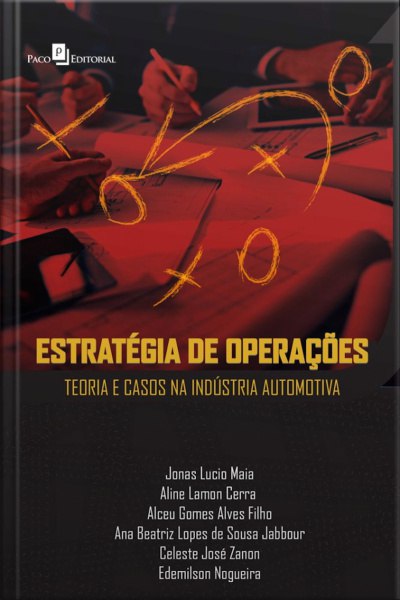 PACO EDITORIAL
ESTRATÉGIA DE OPERAÇÕES
TEORIA E CASOS NA INDÚSTRIA AUTOMOTIVA
Jonas Lucio Maia
Aline Lamon Cerra
Alceu Gomes Alves Filho
Ana Beatriz Lopes de Sousa Jabbour
Celeste José Zanon
Edemilson Nogueira